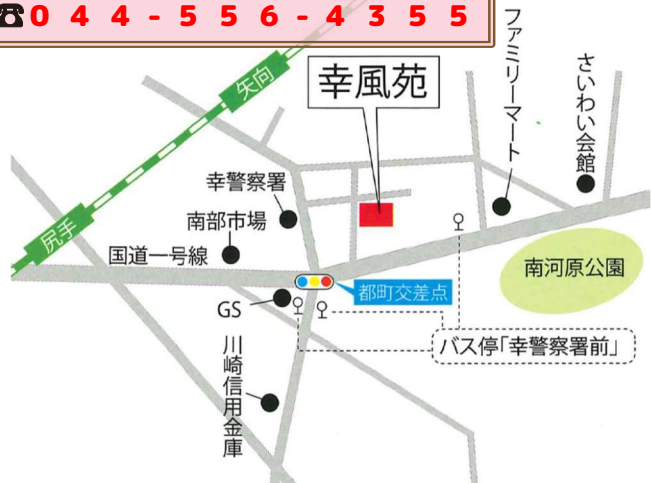 ☎044-556-4355
矢向
尻手
幸風苑
ファミリーマート
さいわい会館
幸警察署
南部市場
国道一号線
都町交差点
南河原公園
GS
バス停「幸警察署前」
川崎信用金庫